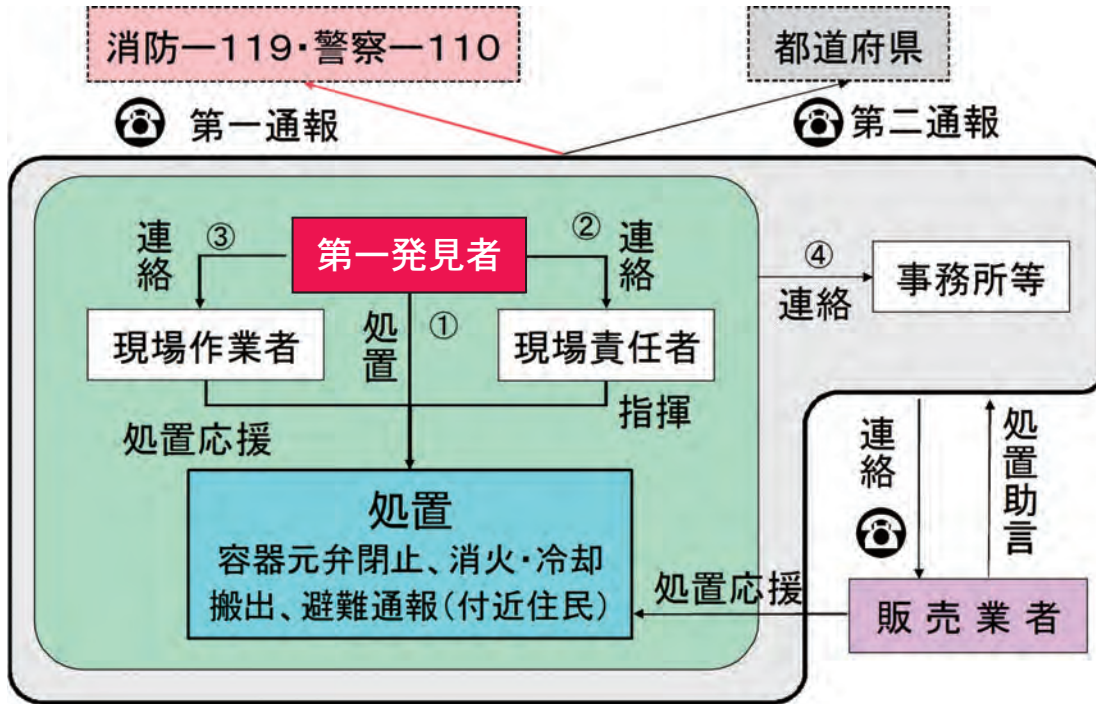 消防ー119・警察ー110
都道府県
第一通報
第二通報
連絡
③
第一発見者
②
連絡
④
連絡
事務所等
現場作業者
処置
①
現場責任者
処置応援
指揮
連絡
処置助言
処置
容器元弁閉止、消火・冷却
搬出、避難通報(付近住民)
処置応援
販売業者